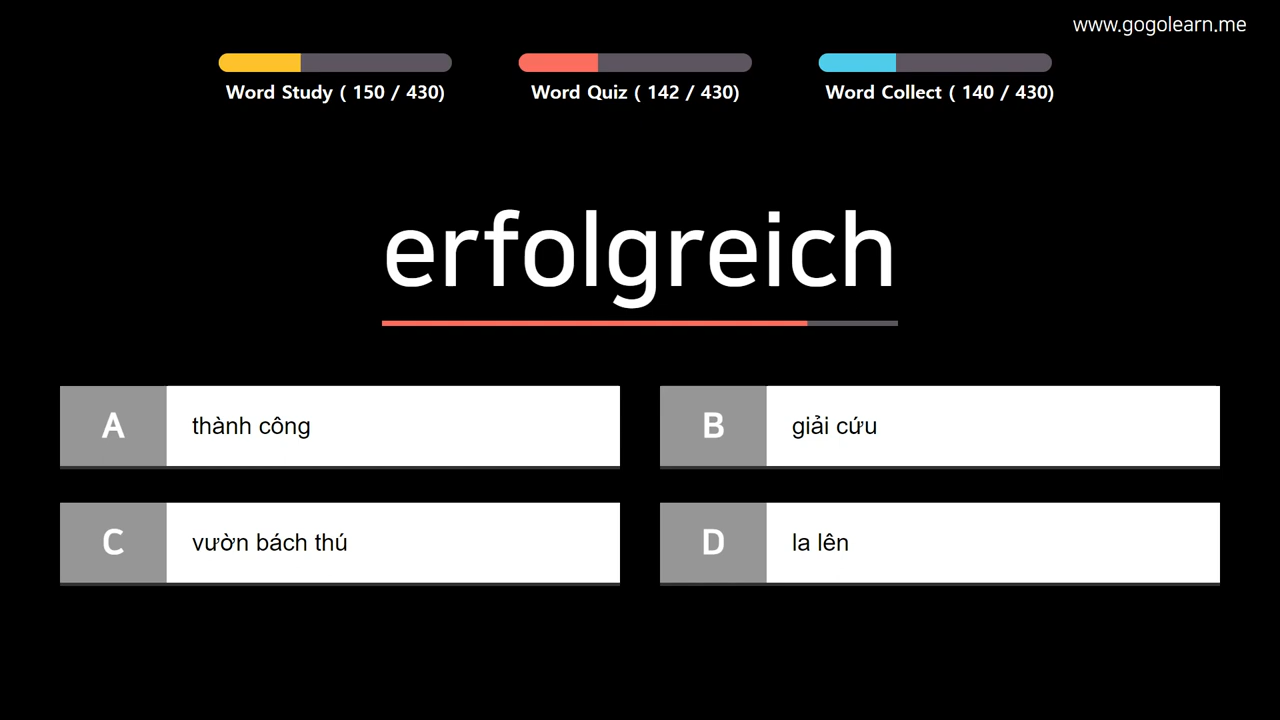 www.gogolearn.me
Word Study ( 150 / 430)
Word Quiz ( 142 / 430)
Word Collect ( 140 / 430)
erfolgreich
A
thành công
B
giải cứu
C
vườn bách thú
D
la lên